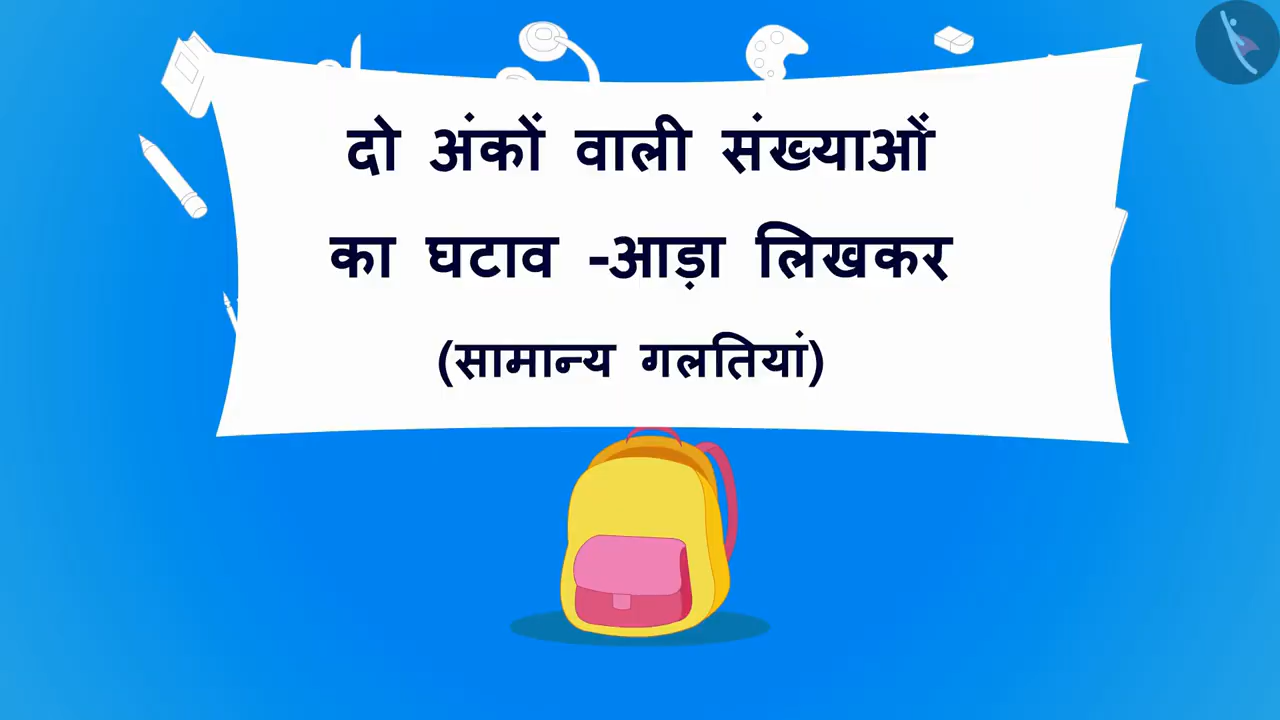 दो अंकों वाली संख्याओं
का घटाव -आड़ा लिखकर
(सामान्य गलतियां)